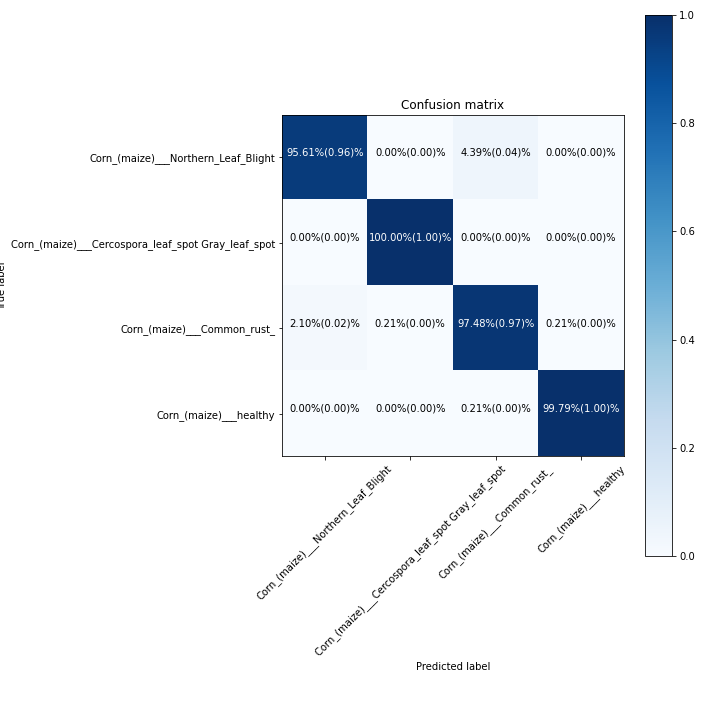 Confusion matrix
Corn_(maize)___Northern_Leaf_Blight
95.61%(0.96)% 0.00%(0.00)% 4.39%(0.04)% 0.00%(0.00)%
Corn_(maize)___Cercospora_leaf_spot Gray_leaf_spot
0.00%(0.00)% 100.00%(1.00)% 0.00%(0.00)% 0.00%(0.00)%
Corn_(maize)___Common_rust_
2.10%(0.02)% 0.21%(0.00)% 97.48%(0.97)% 0.21%(0.00)%
Corn_(maize)___healthy
0.00%(0.00)% 0.00%(0.00)% 0.21%(0.00)% 99.79%(1.00)%
Corn_(maize)___Northern_Leaf_Blight
Corn_(maize)___Cercospora_leaf_spot Gray_leaf_spot
Corn_(maize)___Common_rust_
Corn_(maize)___healthy
Predicted label
1.0
0.8
0.6
0.4
0.2
0.0